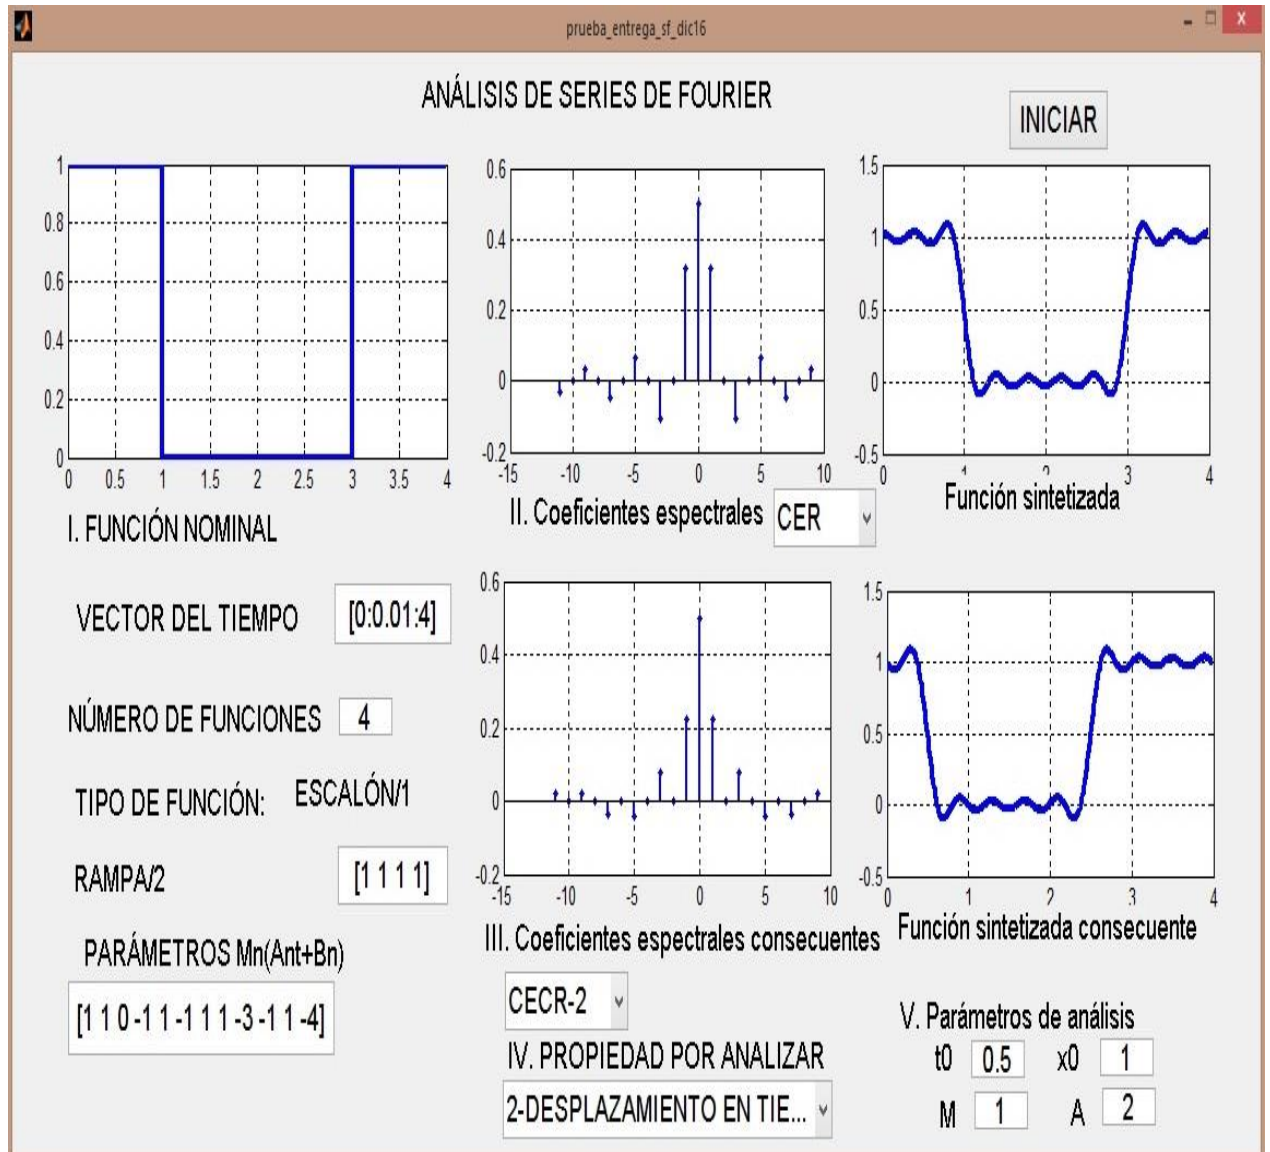 prueba_entrega_sf_dic16
ANÁLISIS DE SERIES DE FOURIER
INICIAR
1
0.8
0.6
0.4
0.2
0
0 0.5 1 1.5 2 2.5 3 3.5 4
0.6
0.4
0.2
0
-0.2
-15 -10 -5 0 5 10
1.5
1
0.5
0
-0.5
0 1 2 3 4
I. FUNCIÓN NOMINAL
II. Coeficientes espectrales
CER
Función sintetizada
VECTOR DEL TIEMPO
[0:0.01:4]
NÚMERO DE FUNCIONES
4
TIPO DE FUNCIÓN:
ESCALÓN/1
RAMPA/2
[1 1 1 1]
PARÁMETROS Mn(Ant+Bn)
[1 1 0 -1 1 -1 1 1 -3 -1 1 -4]
0.6
0.4
0.2
0
-0.2
-15 -10 -5 0 5 10
III. Coeficientes espectrales consecuentes
CECR-2
IV. PROPIEDAD POR ANALIZAR
2-DESPLAZAMIENTO EN TIE...
1.5
1
0.5
0
-0.5
0 1 2 3 4
Función sintetizada consecuente
V. Parámetros de análisis
t0 0.5 x0 1
M 1 A 2